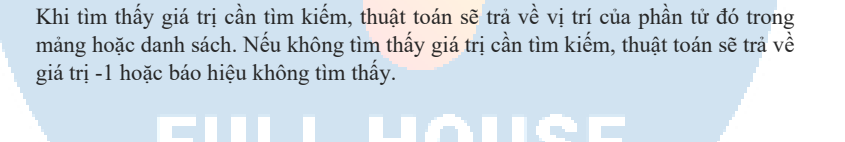 Khi tìm thấy giá trị cần tìm kiếm, thuật toán sẽ trả về vị trí của phần tử đó trong
mảng hoặc danh sách. Nếu không tìm thấy giá trị cần tìm kiếm, thuật toán sẽ trả về
giá trị -1 hoặc báo hiệu không tìm thấy.
FULL HOUSE